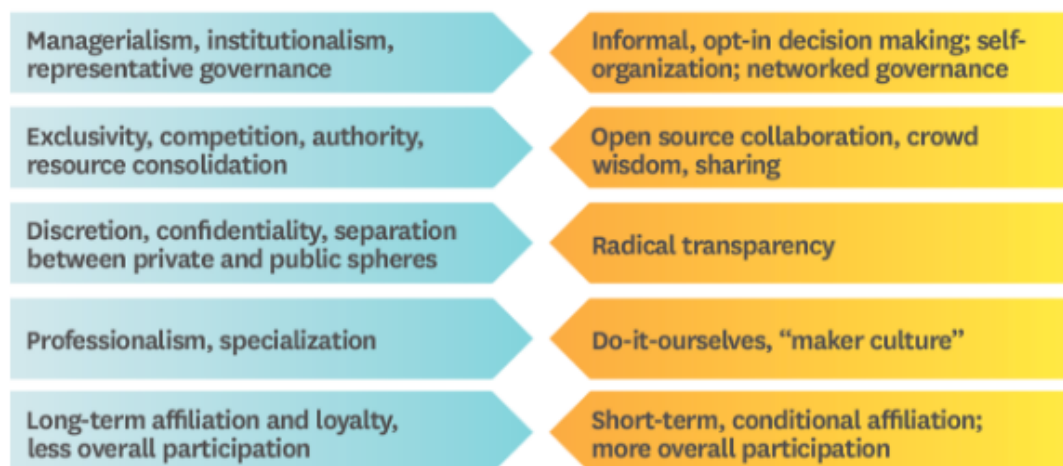 Managerialism, institutionalism,
representative governance
Informal, opt-in decision making; self-
organization; networked governance
Exclusivity, competition, authority,
resource consolidation
Open source collaboration, crowd
wisdom, sharing
Discretion, confidentiality, separation
between private and public spheres
Radical transparency
Professionalism, specialization
Do-it-ourselves, “maker culture”
Long-term affiliation and loyalty,
less overall participation
Short-term, conditional affiliation;
more overall participation